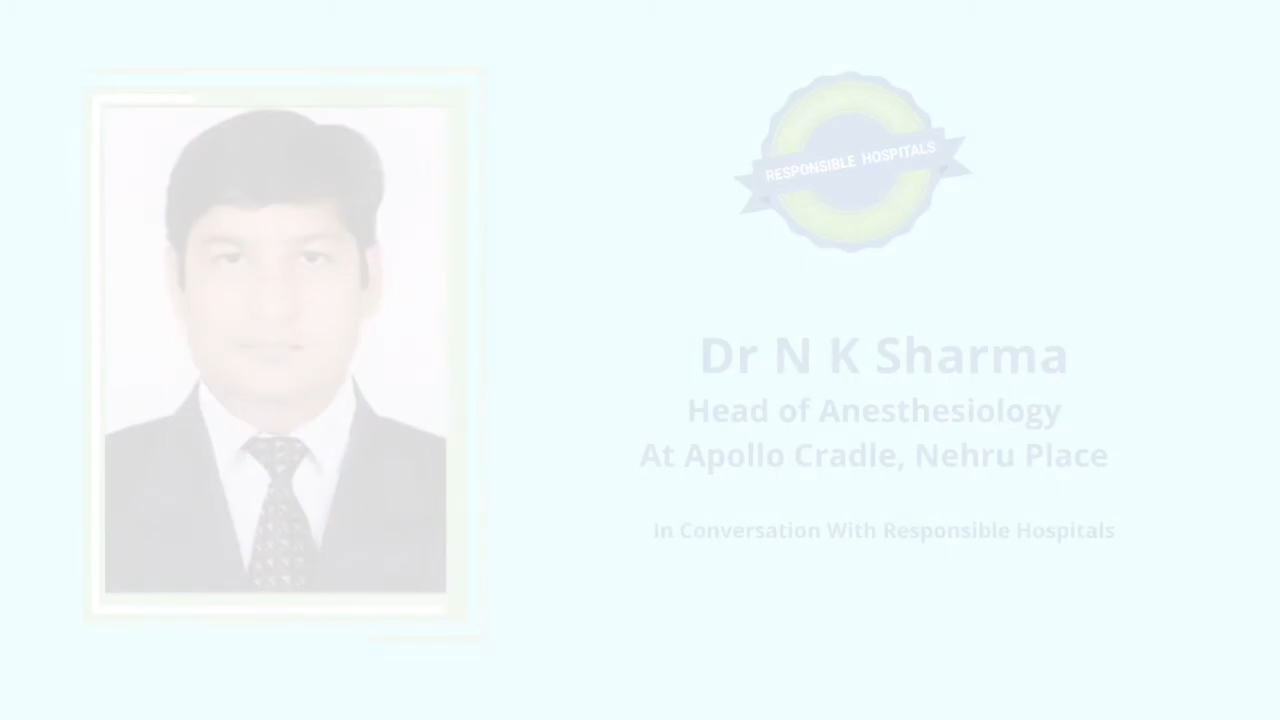 RESPONSIBLE HOSPITALS
Dr N K Sharma
Head of Anesthesiology
At Apollo Cradle, Nehru Place
In Conversation With Responsible Hospitals